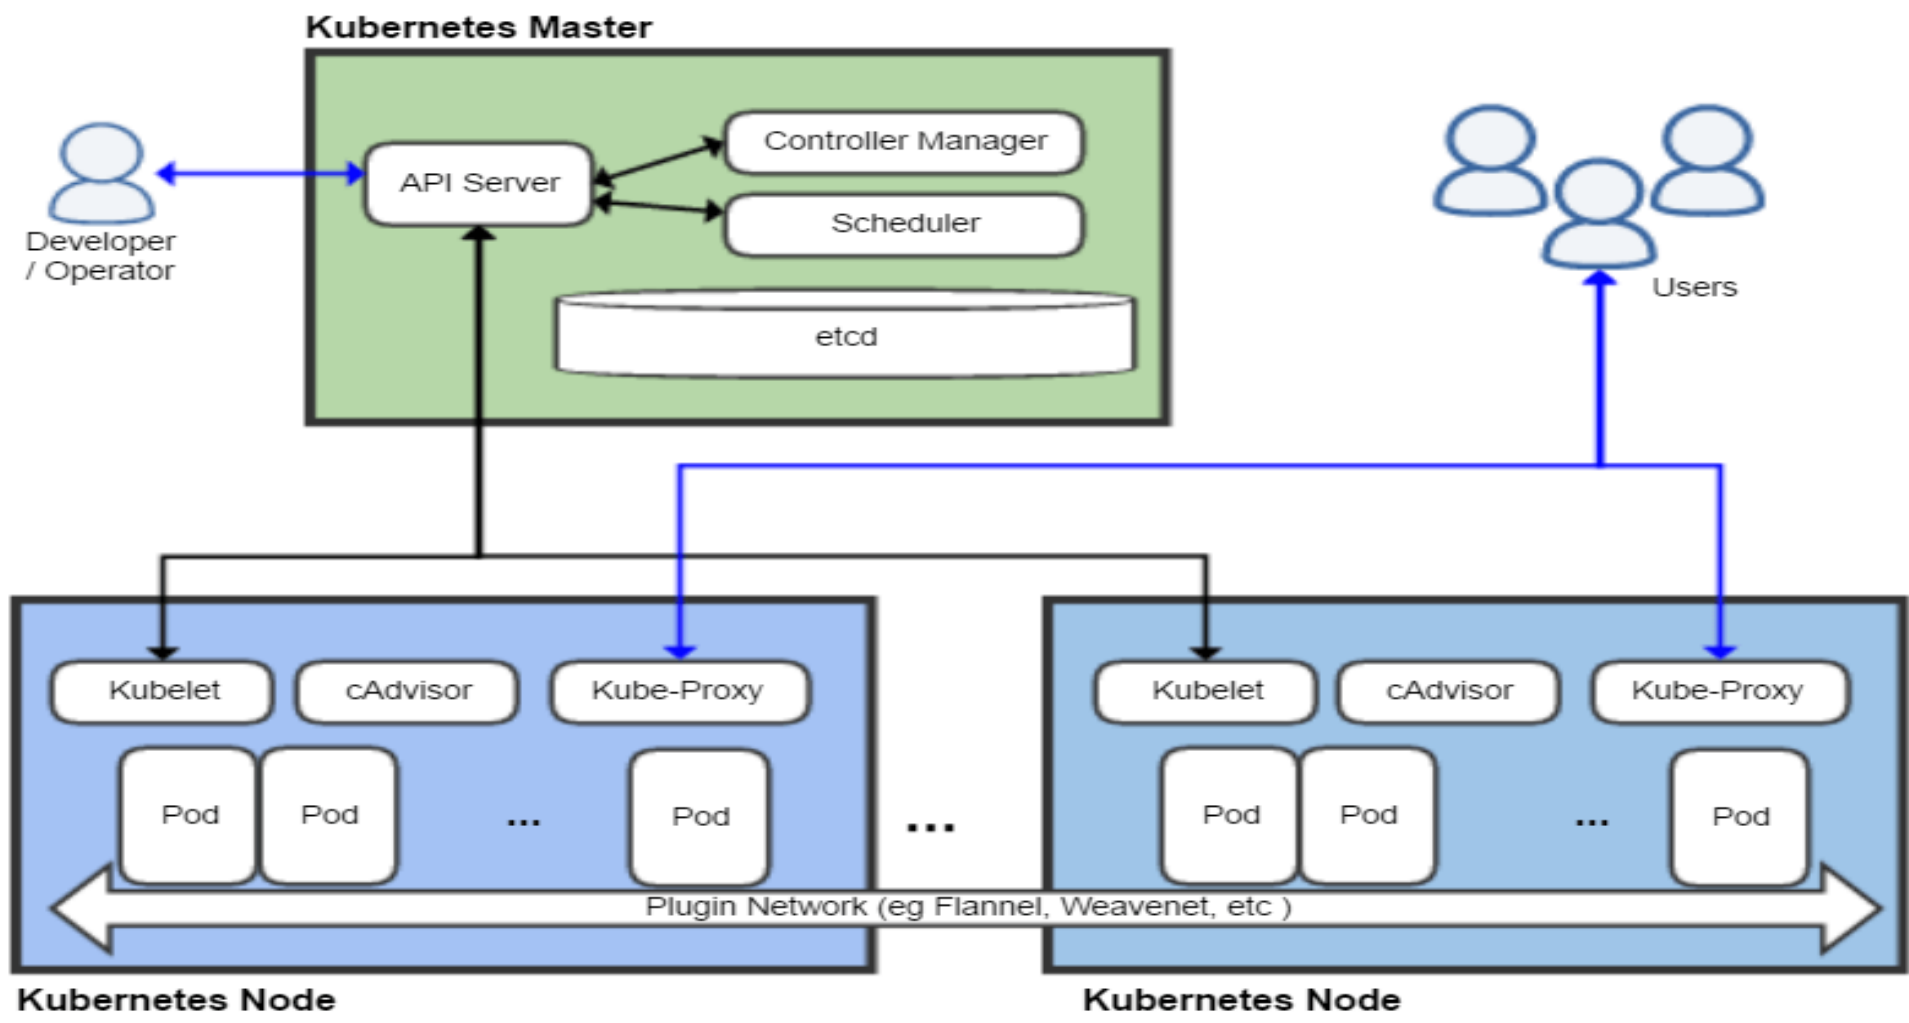 Kubernetes Master
Controller Manager
API Server
Scheduler
etcd
Developer
/ Operator
Users
Kubelet
cAdvisor
Kube-Proxy
Kubelet
cAdvisor
Kube-Proxy
Pod
Pod
...
Pod
...
Pod
Pod
...
Pod
Plugin Network (eg Flannel, Weavenet, etc )
Kubernetes Node
Kubernetes Node